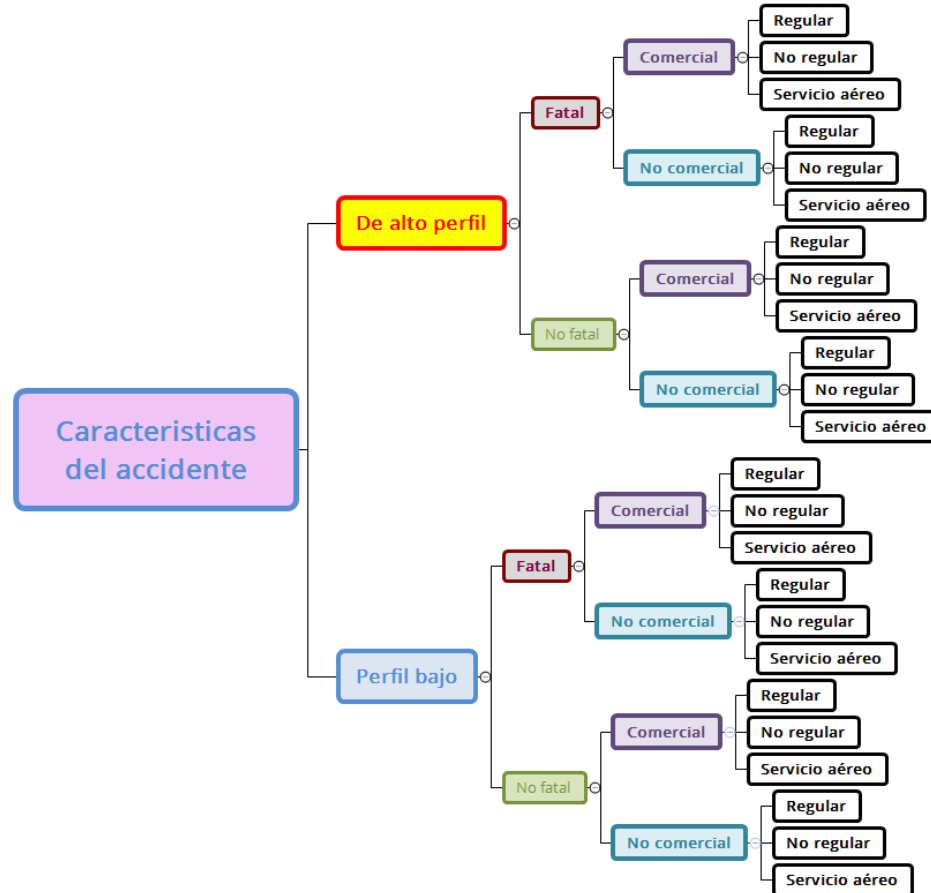 Caracteristicas
del accidente
De alto perfil
Fatal
Comercial
Regular
No regular
Servicio aéreo
No comercial
Regular
No regular
Servicio aéreo
No fatal
Comercial
Regular
No regular
Servicio aéreo
No comercial
Regular
No regular
Servicio aéreo
Perfil bajo
Fatal
Comercial
Regular
No regular
Servicio aéreo
No comercial
Regular
No regular
Servicio aéreo
No fatal
Comercial
Regular
No regular
Servicio aéreo
No comercial
Regular
No regular
Servicio aéreo